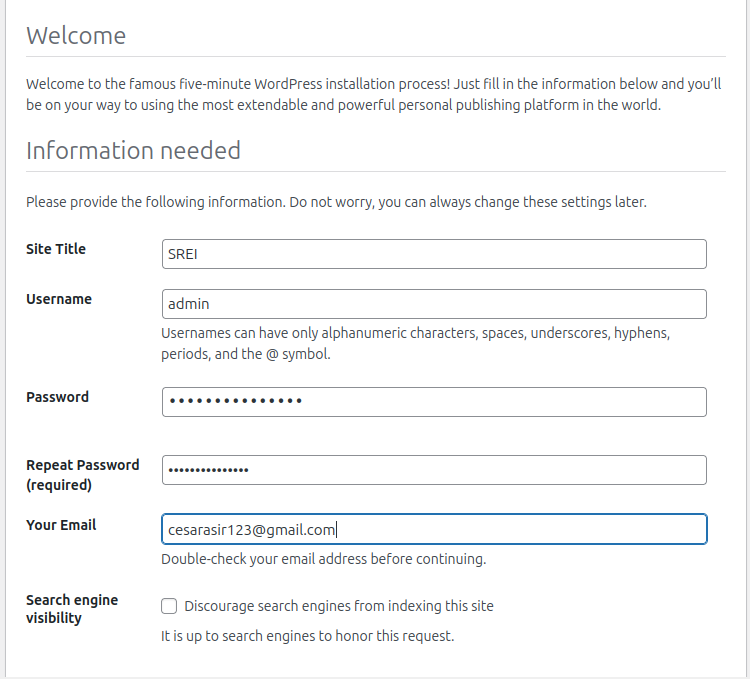 Welcome
Welcome to the famous five-minute WordPress installation process! Just fill in the information below and you’ll
be on your way to using the most extendable and powerful personal publishing platform in the world.
Information needed
Please provide the following information. Do not worry, you can always change these settings later.
Site Title
SREI
Username
admin
Usernames can have only alphanumeric characters, spaces, underscores, hyphens,
periods, and the @ symbol.
Password
•••••••••••••••
Repeat Password
(required)
•••••••••••••••
Your Email
cesarasir123@gmail.com
Double-check your email address before continuing.
Search engine
visibility
Discourage search engines from indexing this site
It is up to search engines to honor this request.